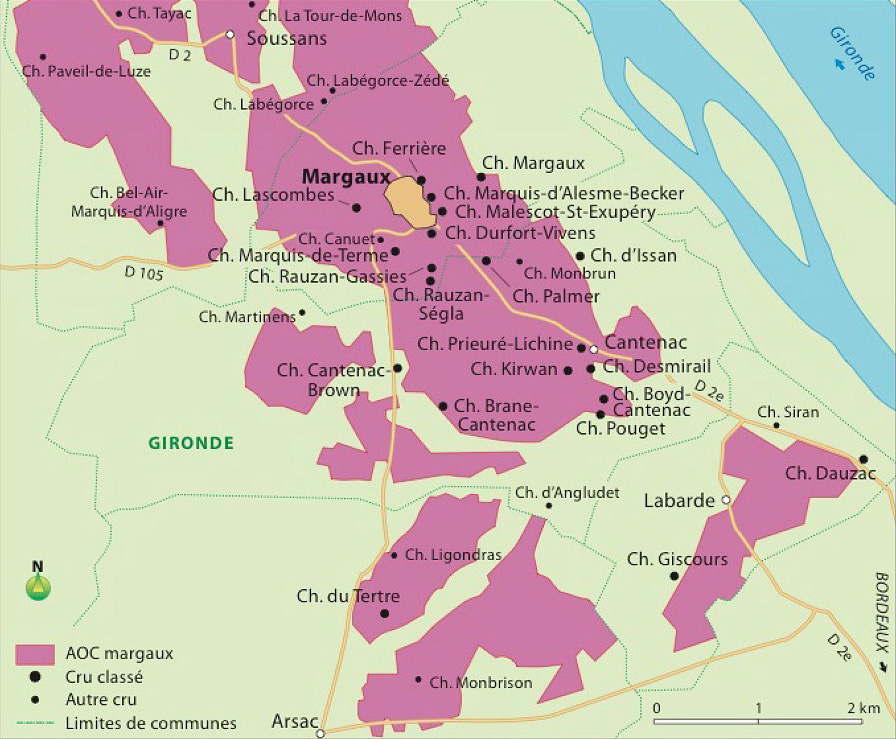 Ch. Tayac
Ch. La Tour-de-Mons
Soussans
D 2
Gironde
Ch. Paveil-de-Luze
Ch. Labégorce-Zédé
Ch. Labégorce
Ch. Ferrière
Ch. Margaux
Margaux
Ch. Lascombes
Ch. Marquis-d'Alesme-Becker
Ch. Bel-Air-
Marquis-d'Aligre
Ch. Malescot-St-Exupéry
Ch. Durfort-Vivens
Ch. Canuet
Ch. Marquis-de-Terme
Ch. d'Issan
D 105
Ch. Rauzan-Gassies
Ch. Monbrun
Ch. Rauzan-
Ségla
Ch. Palmer
Ch. Martinens
Ch. Prieuré-Lichine
Cantenac
Ch. Cantenac-
Brown
Ch. Kirwan
Ch. Desmirail
D 2e
Ch. Boyd-
Cantenac
Ch. Brane-
Cantenac
Ch. Pouget
Ch. Siran
GIRONDE
Ch. Dauzac
Ch. d'Angludet
Labarde
Ch. Ligondras
Ch. Giscours
N
Ch. du Tertre
BORDEAUX
D 2e
AOC margaux
Cru classé
Ch. Monbrison
Autre cru
Limites de communes
Arsac
0 1 2 km